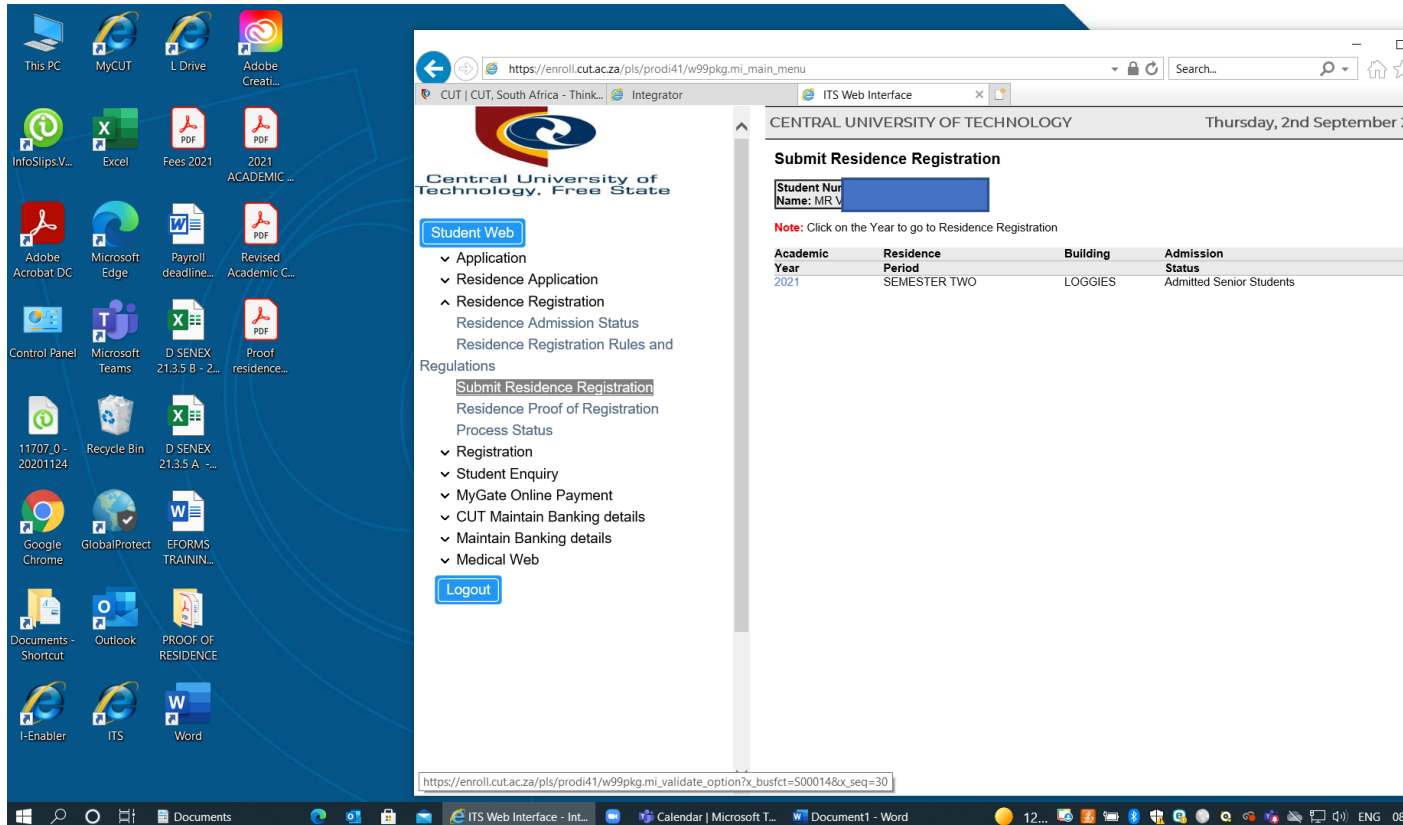 This PC
MyCUT
L Drive
Adobe
Creati...
InfoSlips.V...
Excel
Fees 2021
2021
ACADEMIC ...
Adobe
Acrobat DC
Microsoft
Edge
Payroll
deadline...
Revised
Academic C...
Control Panel
Microsoft
Teams
D SENEX
21.3.5 B - 2...
Proof
residence...
11707_0 -
20201124
Recycle Bin
D SENEX
21.3.5 A -...
Google
Chrome
GlobalProtect
EFORMS
TRAININ...
Documents -
Shortcut
Outlook
PROOF OF
RESIDENCE
I-Enabler
ITS
Word
https://enroll.cut.ac.za/pls/prodi41/w99pkg.mi_main_menu
Search...
CUT | CUT, South Africa - Think...
Integrator
ITS Web Interface
Central University of
Technology, Free State
Student Web
Application
Residence Application
Residence Registration
Residence Admission Status
Residence Registration Rules and
Regulations
Submit Residence Registration
Residence Proof of Registration
Process Status
Registration
Student Enquiry
MyGate Online Payment
CUT Maintain Banking details
Maintain Banking details
Medical Web
Logout
CENTRAL UNIVERSITY OF TECHNOLOGY Thursday, 2nd September
Submit Residence Registration
Student Nur
Name: MR V
Note: Click on the Year to go to Residence Registration
Academic Residence Building Admission
Year Period Status
2021 SEMESTER TWO LOGGIES Admitted Senior Students
https://enroll.cut.ac.za/pls/prodi41/w99pkg.mi_validate_option?x_busfct=S00014&x_seq=30
Documents
ITS Web Interface - Int...
Calendar | Microsoft T...
Document1 - Word
12...
ENG
08